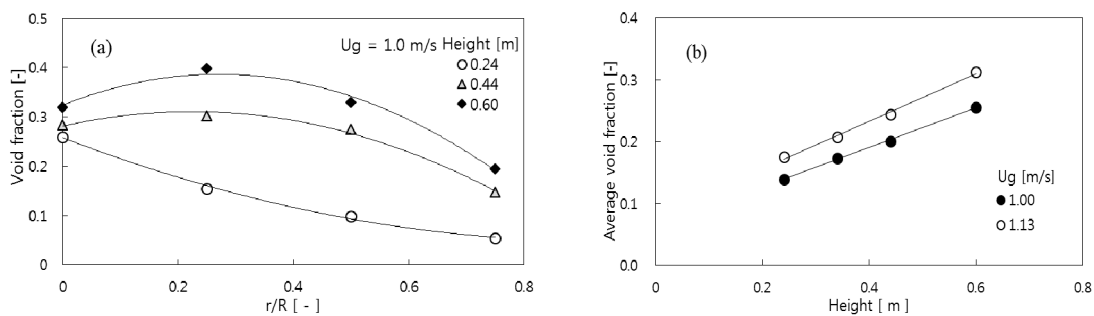 (a)
Ug = 1.0 m/s Height [m]
0.24
0.44
0.60
Void fraction [-]
0.5
0.4
0.3
0.2
0.1
0
0 0.2 0.4 0.6 0.8
r/R [ - ]
(b)
Average void fraction [-]
0.4
0.3
0.2
0.1
0.0
Ug [m/s]
1.00
1.13
0 0.2 0.4 0.6 0.8
Height [ m ]